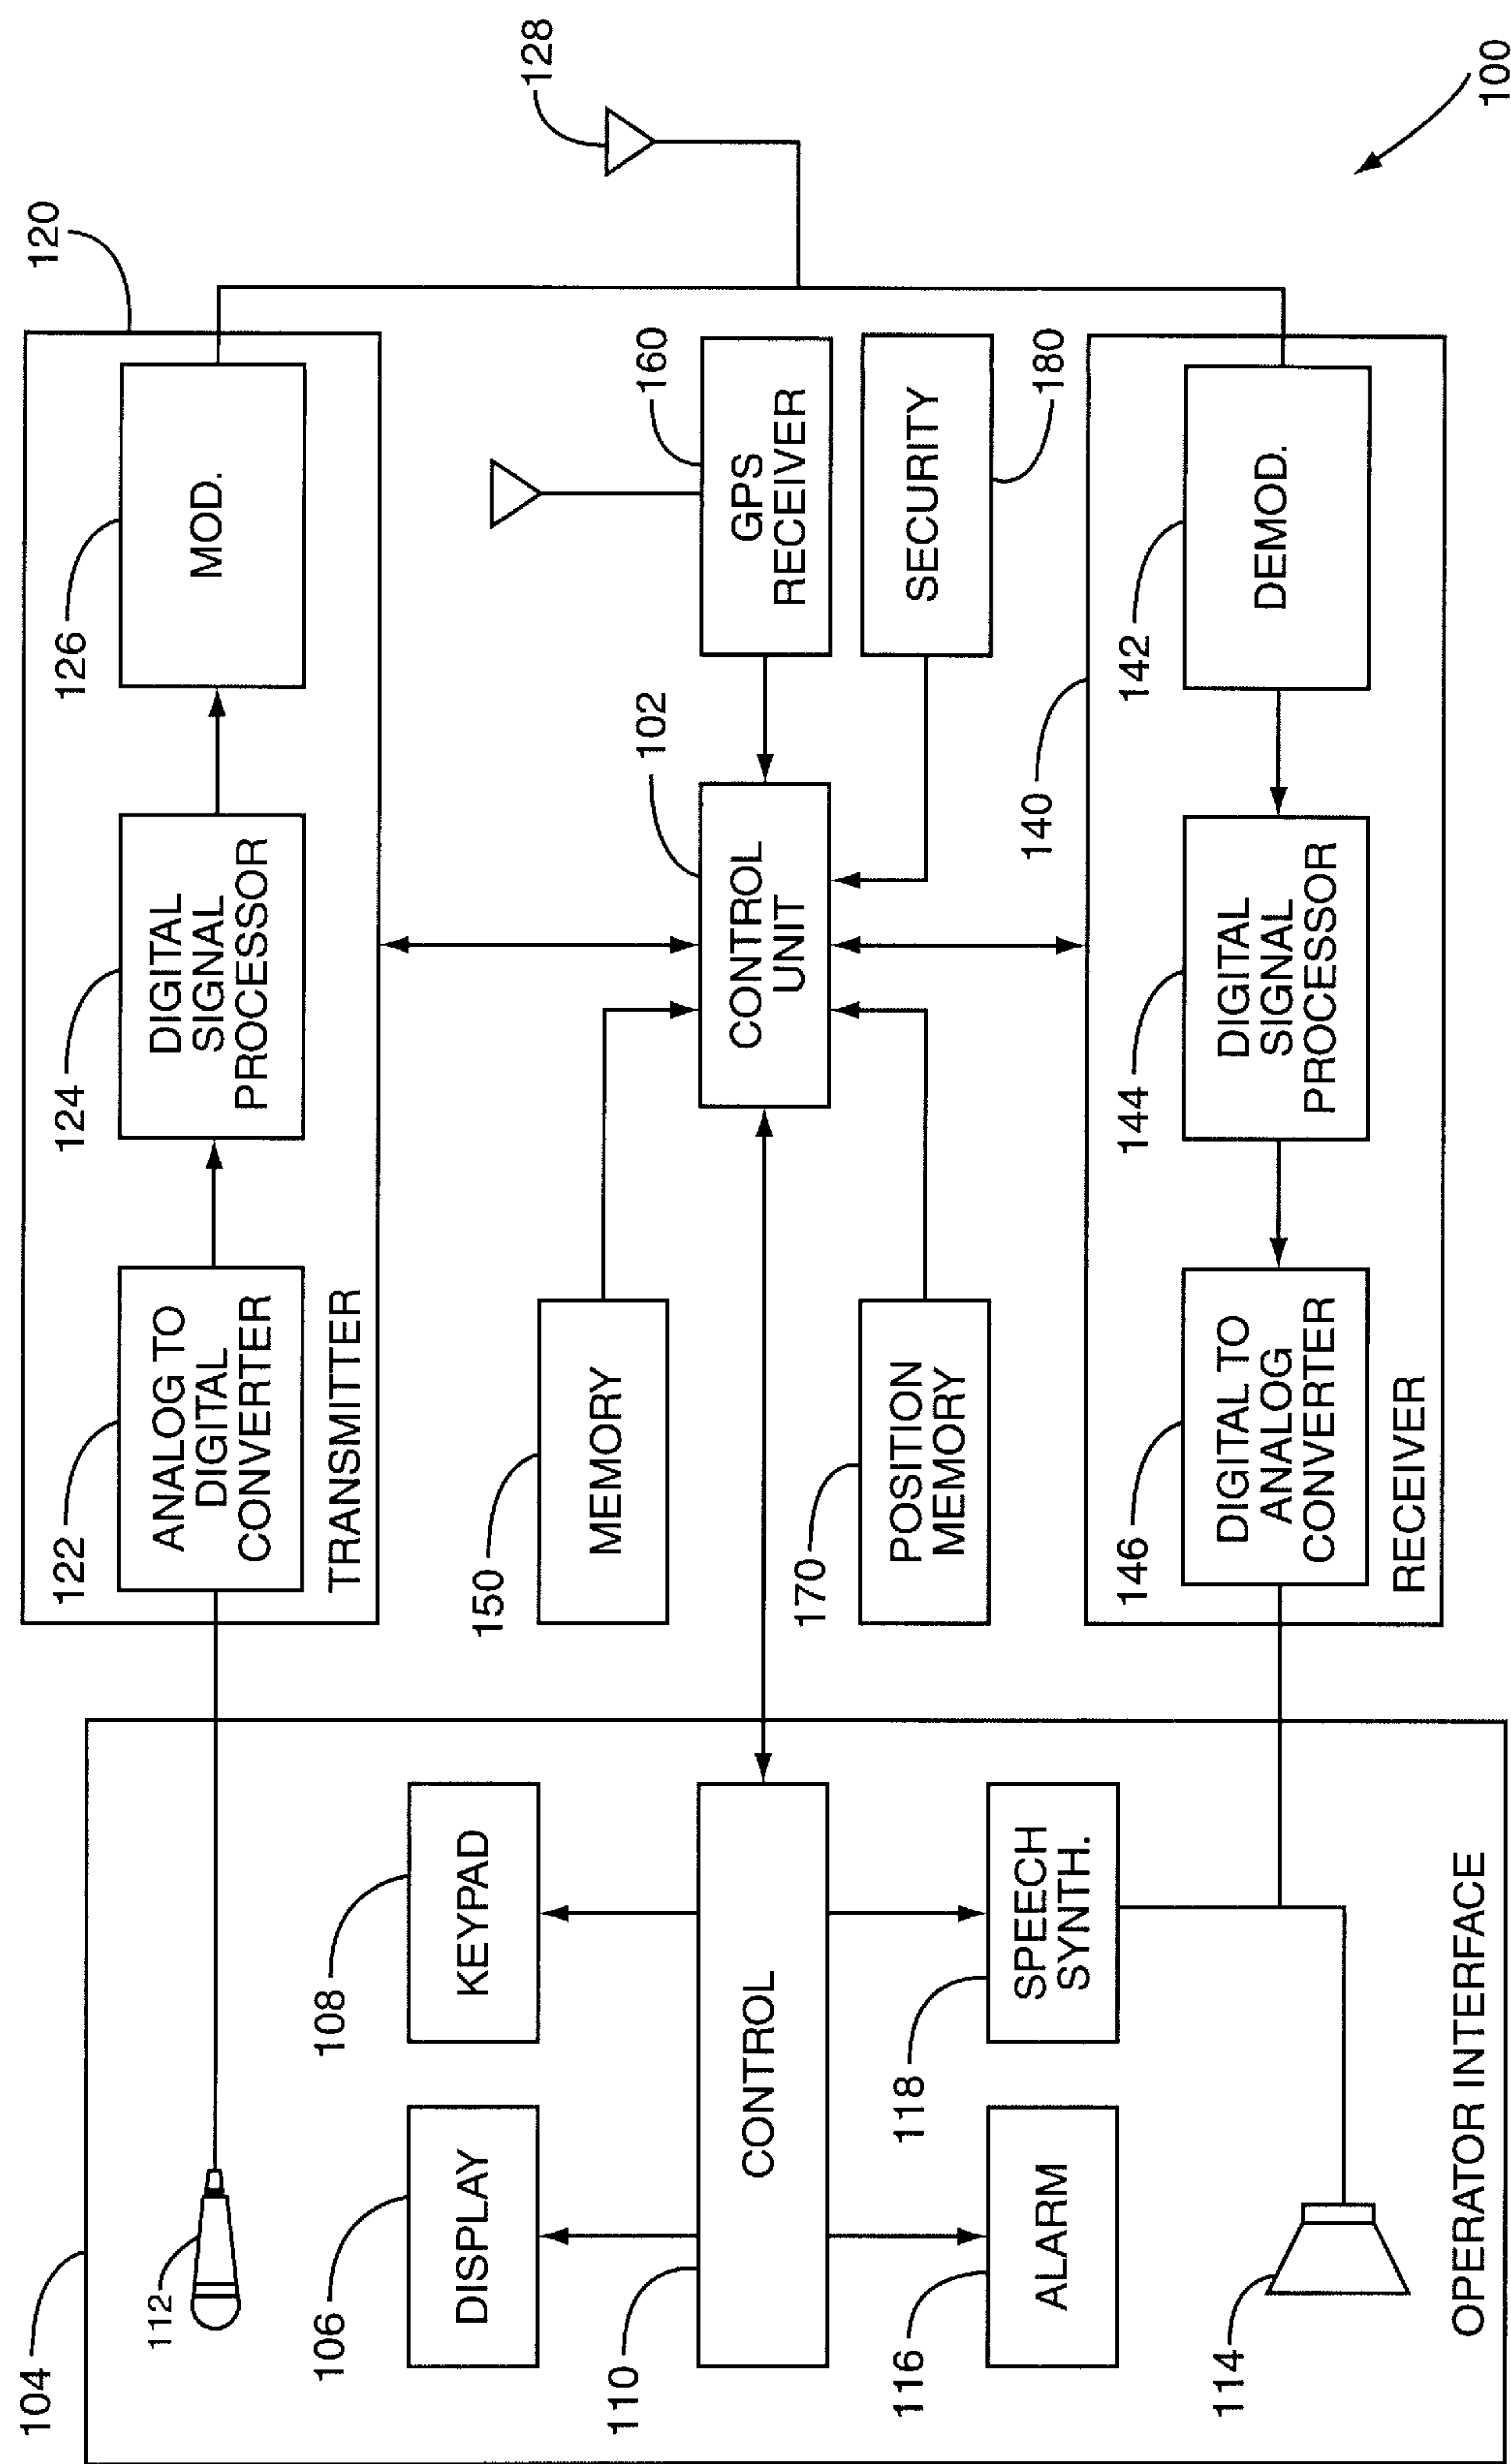 104
112
106
DISPLAY
108
KEYPAD
110
CONTROL
116
ALARM
118
SPEECH
SYNTH.
114
OPERATOR INTERFACE
122
ANALOG TO
DIGITAL
CONVERTER
124
DIGITAL
SIGNAL
PROCESSOR
126
MOD.
TRANSMITTER
120
128
150
MEMORY
170
POSITION
MEMORY
102
CONTROL
UNIT
160
GPS
RECEIVER
SECURITY
180
140
146
DIGITAL TO
ANALOG
CONVERTER
144
DIGITAL
SIGNAL
PROCESSOR
142
DEMOD.
RECEIVER
100